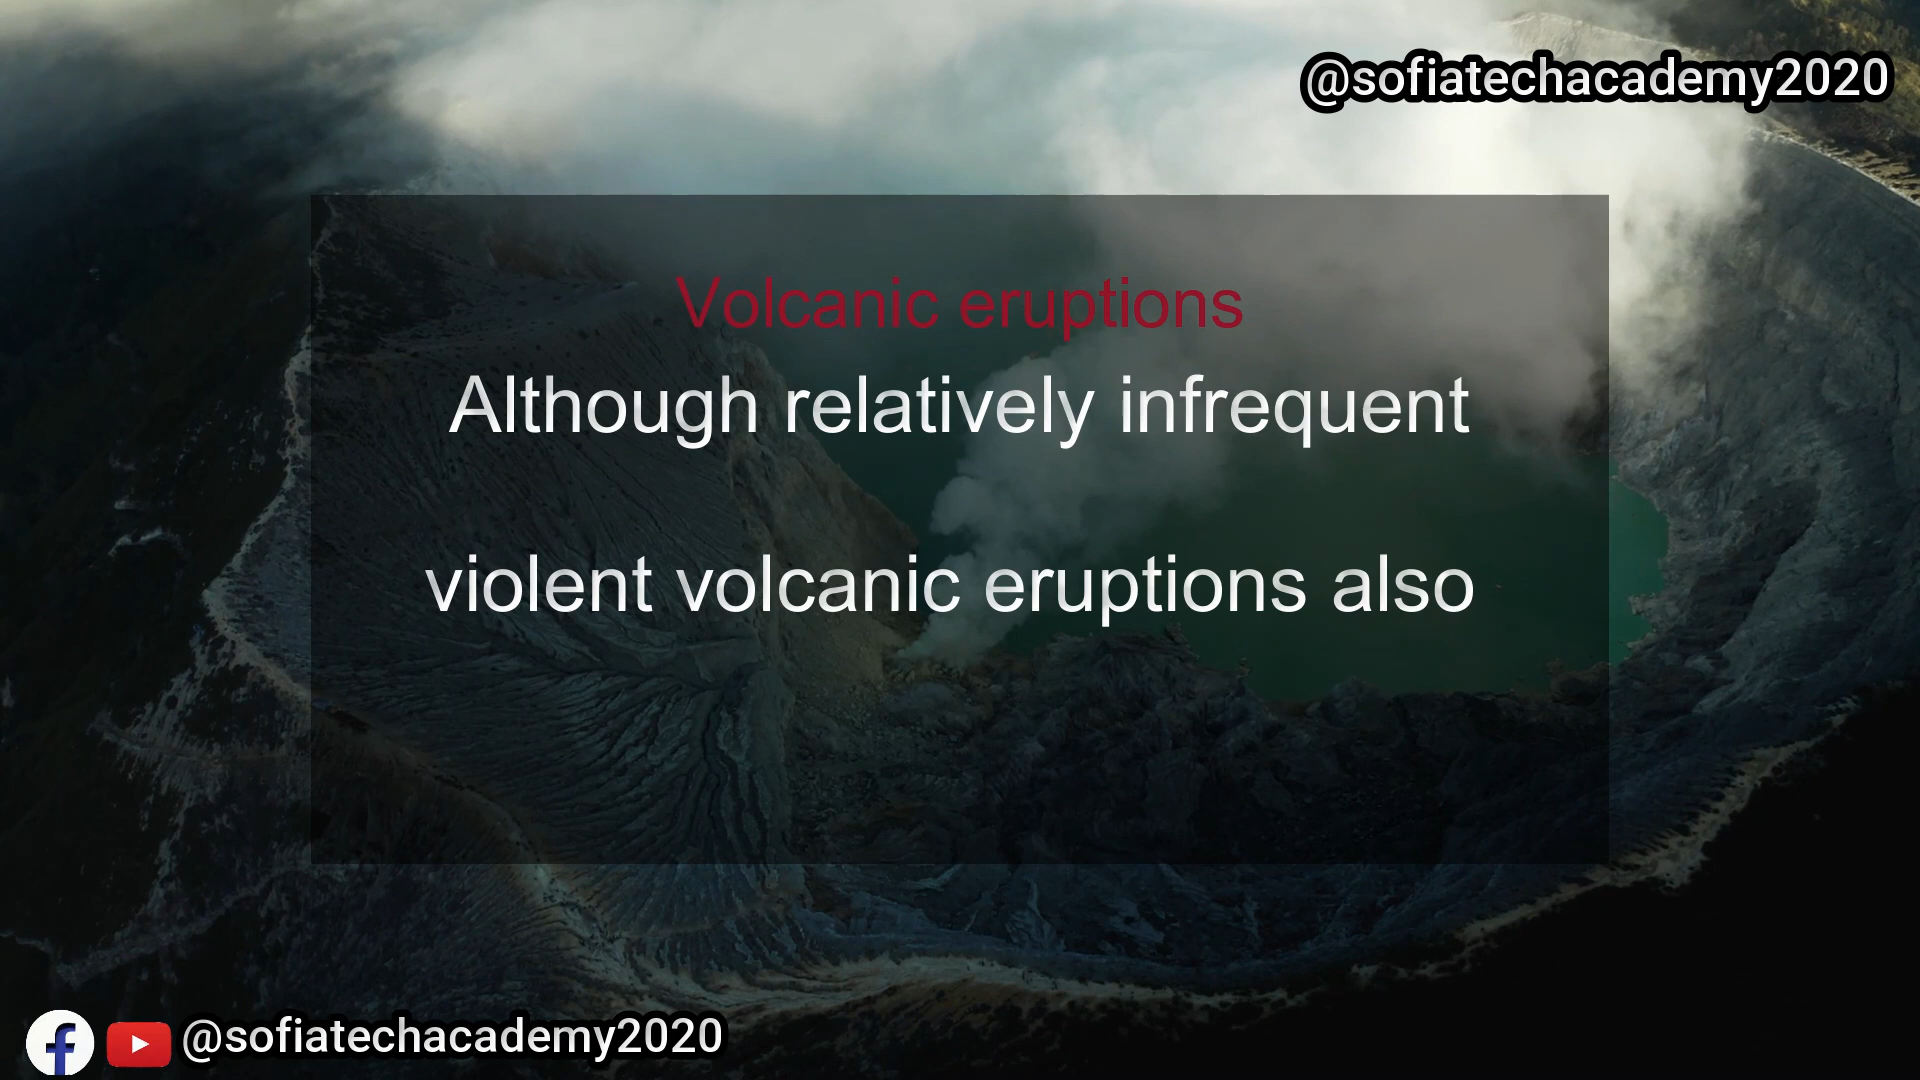 @sofiatechacademy2020
Volcanic eruptions
Although relatively infrequent
violent volcanic eruptions also
@sofiatechacademy2020